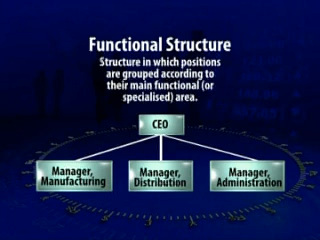 Functional Structure
Structure in which positions
are grouped according to
their main functional (or
specialised) area.
CEO
Manager,
Manufacturing
Manager,
Distribution
Manager,
Administration